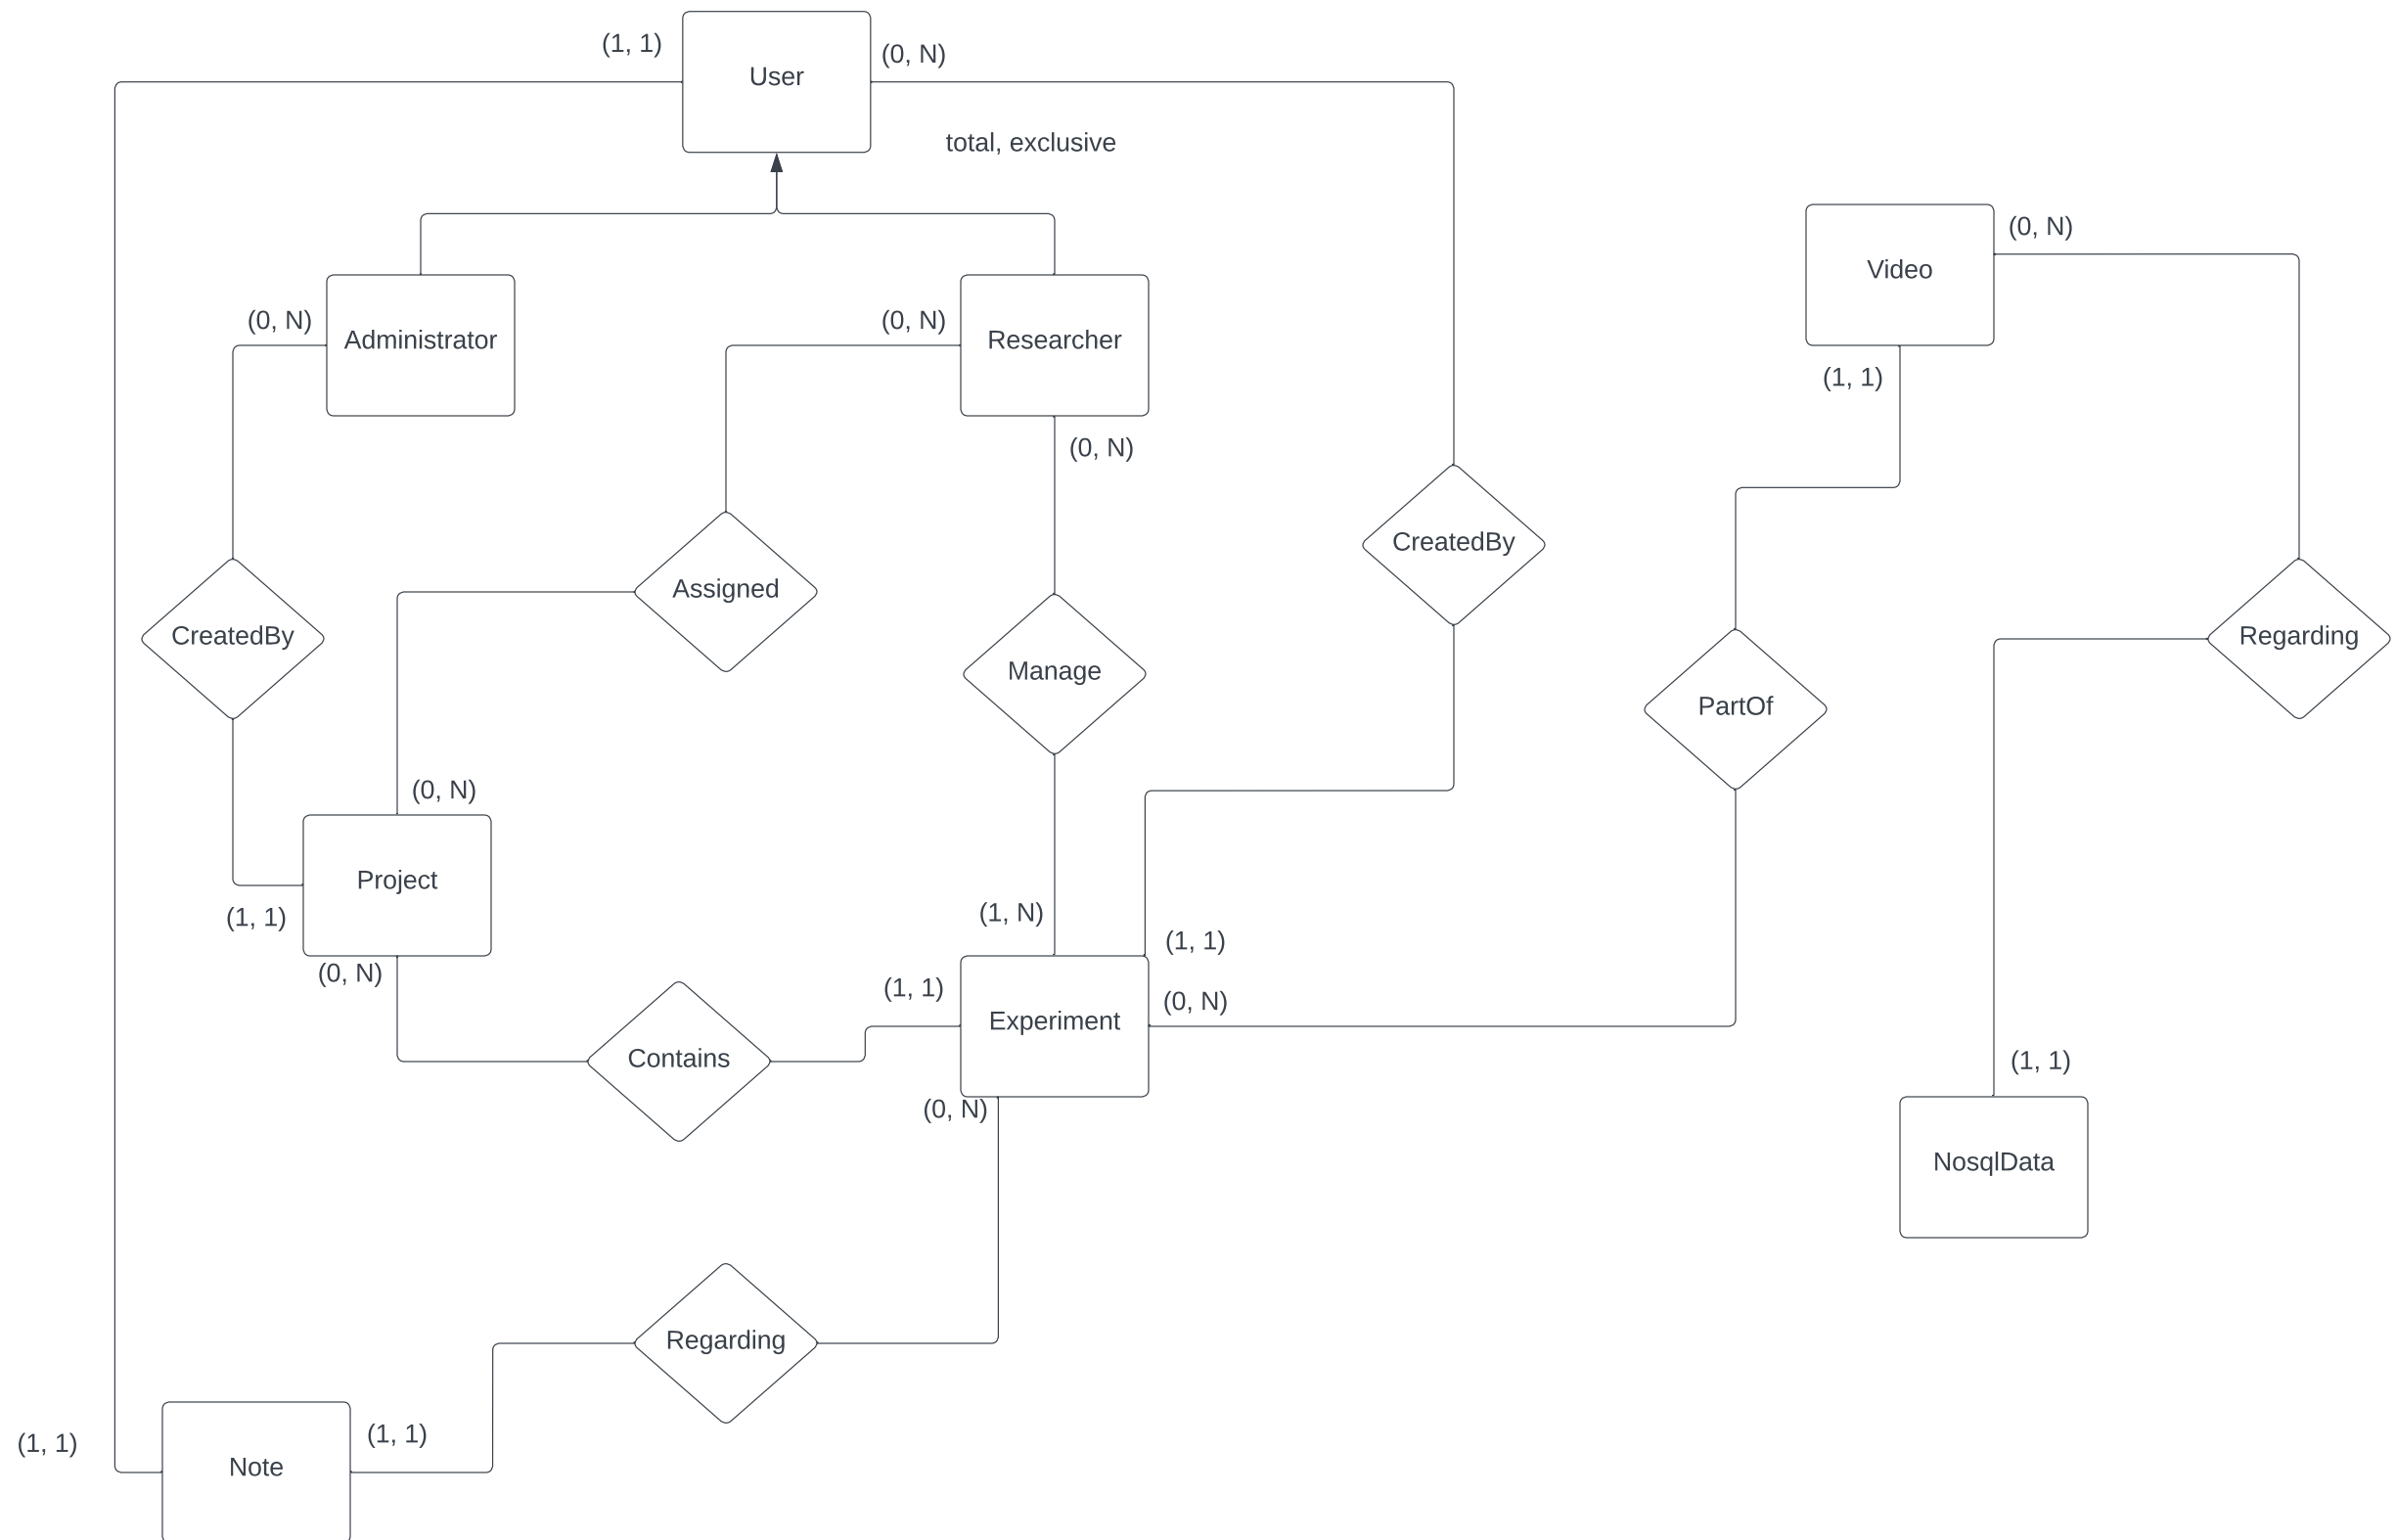 (1, 1)
User
(0, N)
total, exclusive
(0, N)
Administrator
(0, N)
Researcher
(0, N)
Video
(0, N)
(1, 1)
CreatedBy
Assigned
Manage
CreatedBy
PartOf
Regarding
(0, N)
Project
(1, 1)
(0, N)
(1, N)
(1, 1)
(1, 1)
Experiment
(0, N)
Contains
(0, N)
(1, 1)
NosqlData
Regarding
(1, 1)
Note
(1, 1)